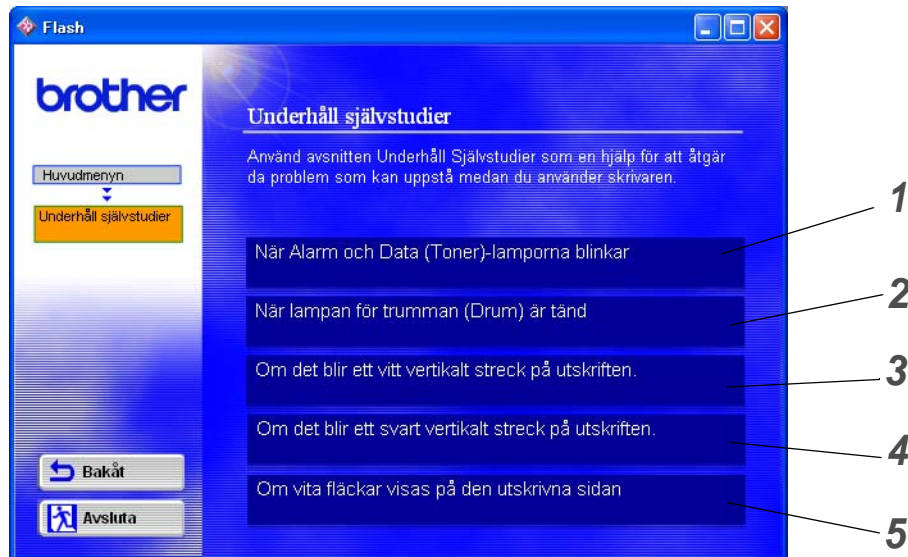 Flash
brother
Huvudmenyn
Underhåll självstudier
Bakåt
Avsluta
Underhåll självstudier
Använd avsnitten Underhåll Självstudier som en hjälp för att åtgär
da problem som kan uppstå medan du använder skrivaren.
När Alarm och Data (Toner)-lamporna blinkar
När lampan för trumman (Drum) är tänd
Om det blir ett vitt vertikalt streck på utskriften.
Om det blir ett svart vertikalt streck på utskriften.
Om vita fläckar visas på den utskrivna sidan
1
2
3
4
5